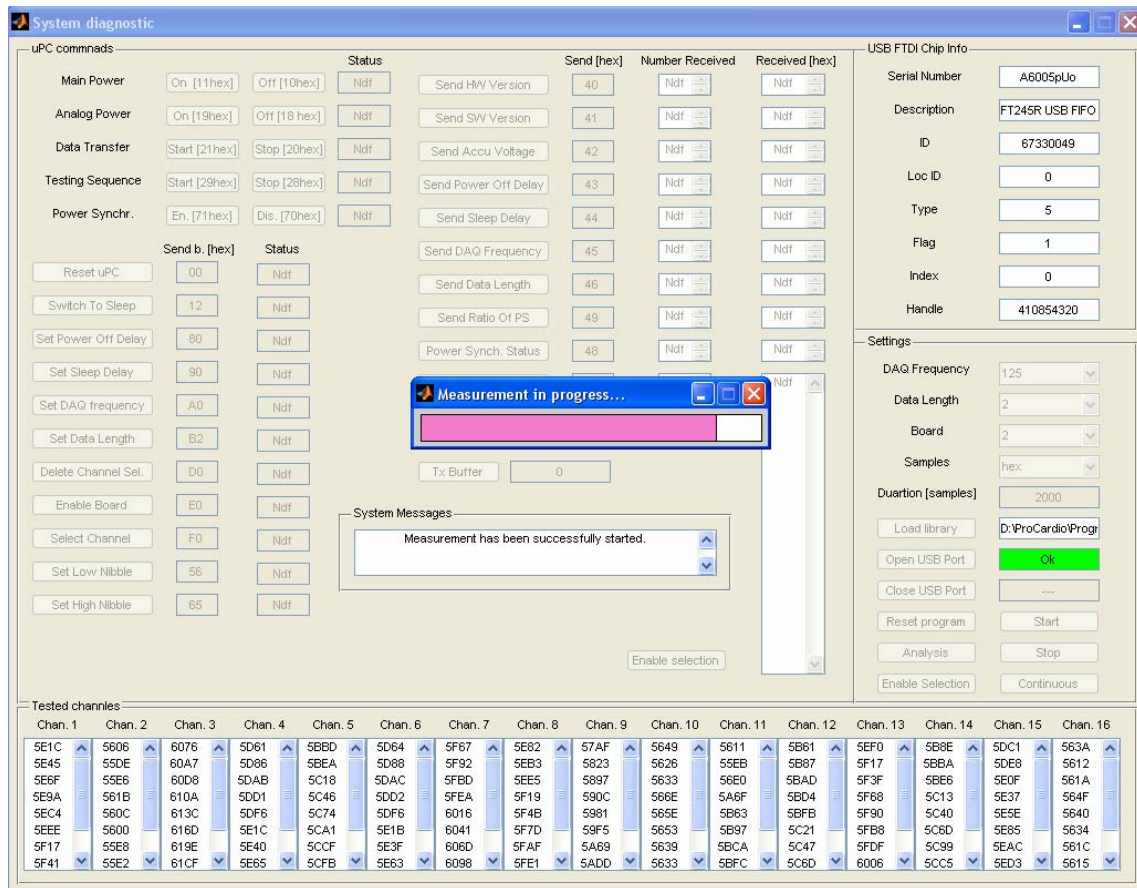 System diagnostic
uPC commnads
Status
Main Power On [11hex] Off [10hex] Ndf
Analog Power On [19hex] Off [18 hex] Ndf
Data Transfer Start [21hex] Stop [20hex] Ndf
Testing Sequence Start [29hex] Stop [28hex] Ndf
Power Synchr. En. [71hex] Dis. [70hex] Ndf
Send b. [hex] Status
Reset uPC 00 Ndf
Switch To Sleep 12 Ndf
Set Power Off Delay 80 Ndf
Set Sleep Delay 90 Ndf
Set DAQ frequency A0 Ndf
Set Data Length B2 Ndf
Delete Channel Sel. D0 Ndf
Enable Board E0 Ndf
Select Channel F0 Ndf
Set Low Nibble 56 Ndf
Set High Nibble 65 Ndf
Send [hex] Number Received Received [hex]
Send HW Version 40 Ndf Ndf
Send SW Version 41 Ndf Ndf
Send Accu Voltage 42 Ndf Ndf
Send Power Off Delay 43 Ndf Ndf
Send Sleep Delay 44 Ndf Ndf
Send DAQ Frequency 45 Ndf Ndf
Send Data Length 46 Ndf Ndf
Send Ratio Of PS 49 Ndf Ndf
Power Synch. Status 48 Ndf Ndf
Ndf
Measurement in progress...
Tx Buffer 0
System Messages
Measurement has been successfully started.
Enable selection
USB FTDI Chip Info
Serial Number A6005pUo
Description FT245R USB FIFO
ID 67330049
Loc ID 0
Type 5
Flag 1
Index 0
Handle 410854320
Settings
DAQ Frequency 125
Data Length 2
Board 2
Samples hex
Duartion [samples] 2000
Load library D:\ProCardio\Progr
Open USB Port Ok
Close USB Port ---
Reset program Start
Analysis Stop
Enable Selection Continuous
Tested channles
Chan. 1 Chan. 2 Chan. 3 Chan. 4 Chan. 5 Chan. 6 Chan. 7 Chan. 8 Chan. 9 Chan. 10 Chan. 11 Chan. 12 Chan. 13 Chan. 14 Chan. 15 Chan. 16
5E1C 5606 6076 5D61 5BBD 5D64 5F67 5E82 57AF 5649 5611 5B61 5EF0 5B8E 5DC1 563A
5E45 55DE 60A7 5D86 5BEA 5D88 5F92 5EB3 5823 5626 55EB 5B87 5F17 5BBA 5DE8 5612
5E6F 55E6 60D8 5DAB 5C18 5DAC 5FBD 5EE5 5897 5633 56E0 5BAD 5F3F 5BE6 5E0F 561A
5E9A 561B 610A 5DD1 5C46 5DD2 5FEA 5F19 590C 566E 5A6F 5BD4 5F68 5C13 5E37 564F
5EC4 560C 613C 5DF6 5C74 5DF6 6016 5F4B 5981 565E 5B63 5BFB 5F90 5C40 5E5E 5640
5EEE 5600 616D 5E1C 5CA1 5E1B 6041 5F7D 59F5 5653 5B97 5C21 5FB8 5C6D 5E85 5634
5F17 55E8 619E 5E40 5CCF 5E3F 606D 5FAF 5A69 5639 5BCA 5C47 5FDF 5C99 5EAC 561C
5F41 55E2 61CF 5E65 5CFB 5E63 6098 5FE1 5ADD 5633 5BFC 5C6D 6006 5CC5 5ED3 5615